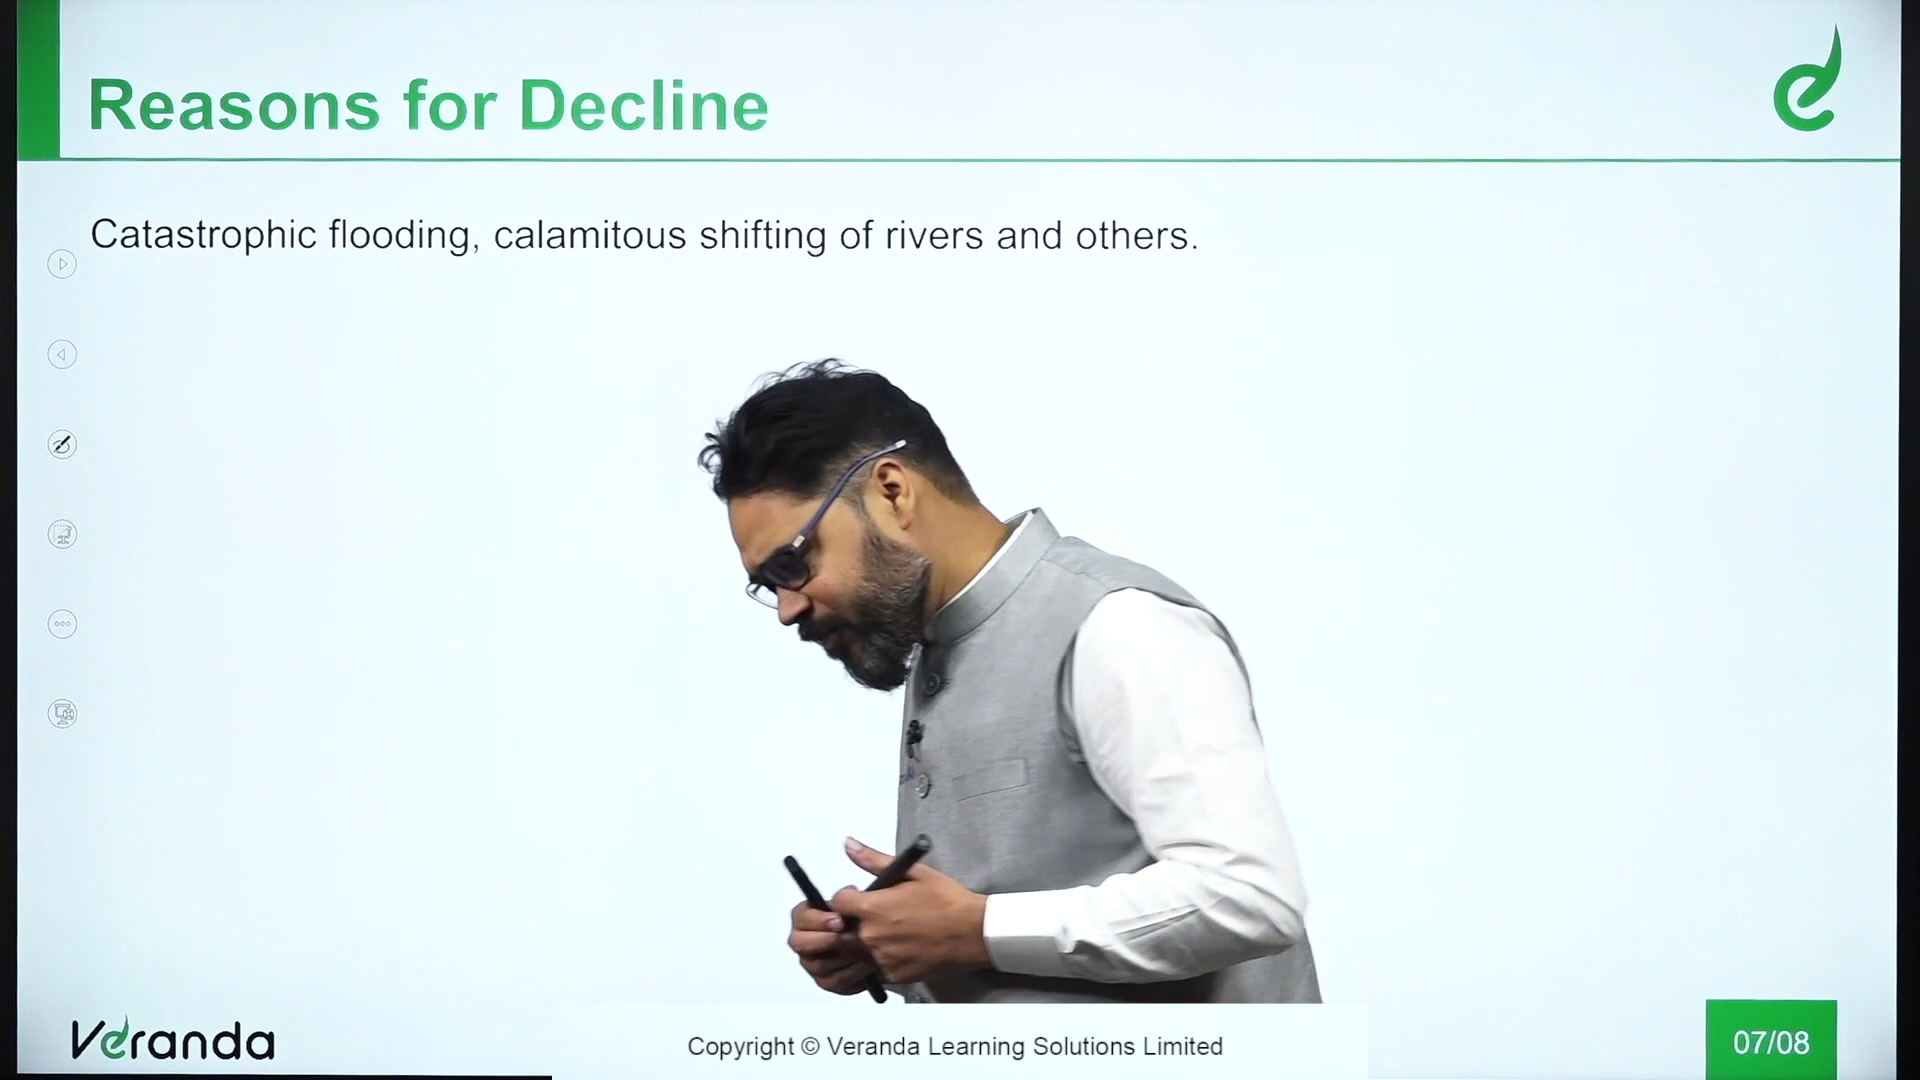 Reasons for Decline
Catastrophic flooding, calamitous shifting of rivers and others.
Veranda
Copyright © Veranda Learning Solutions Limited
07/08